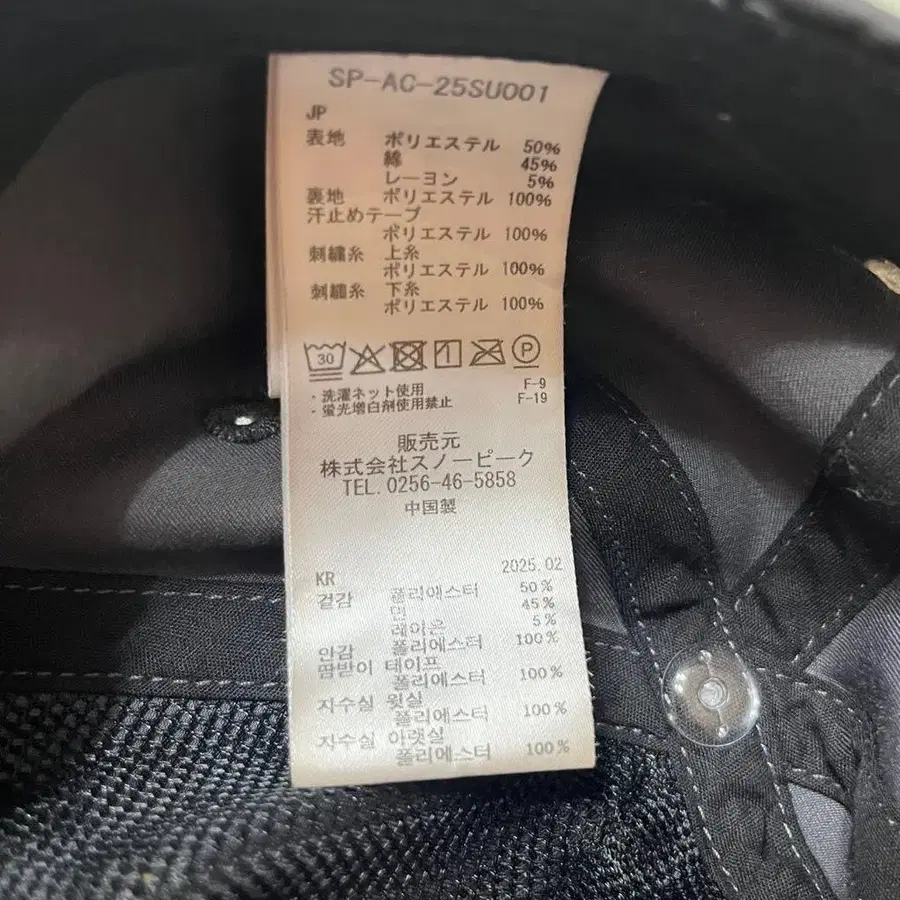 SP-AC-25SU001
JP
表地 ポリエステル 50%
綿 45%
レーヨン 5%
裏地 ポリエステル 100%
汗止めテープ
ポリエステル 100%
刺繍糸 上糸
ポリエステル 100%
刺繍糸 下糸
ポリエステル 100%
30 1 P
・洗濯ネット使用 F-9
・蛍光増白剤使用禁止 F-19
販売元
株式会社スノーピーク
TEL. 0256-46-5858
中国製
2025.02
KR
겉감 폴리에스터 50%
면 45%
레이온 5%
안감 폴리에스터 100%
땀받이 테이프
폴리에스터 100%
자수실 윗실
폴리에스터 100%
자수실 아랫실
폴리에스터 100%